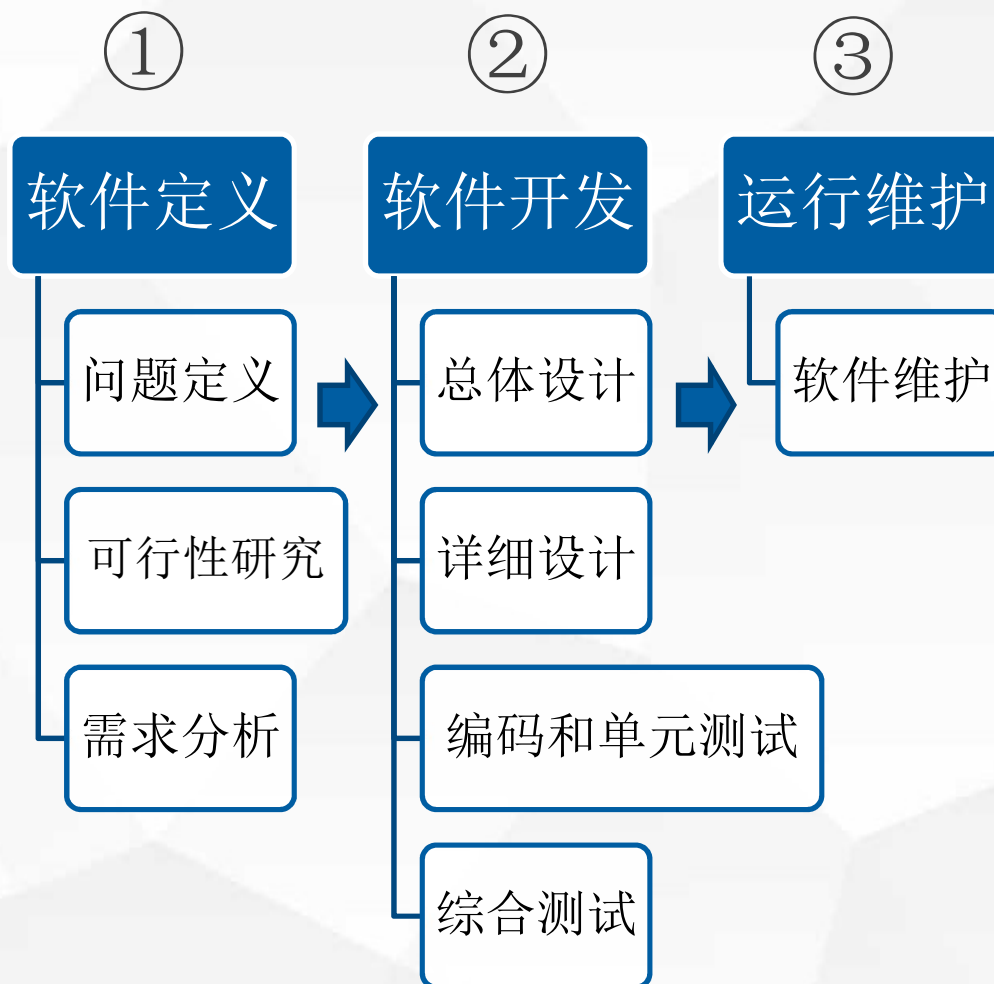 ①
②
③
软件定义
软件开发
运行维护
问题定义
总体设计
软件维护
可行性研究
详细设计
需求分析
编码和单元测试
综合测试